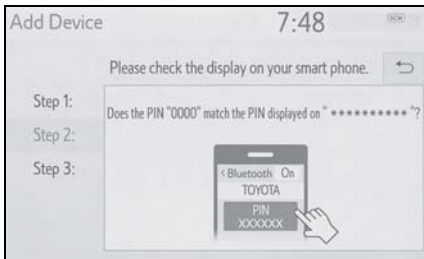 Add Device
7:48
DCM
Please check the display on your smart phone.
Step 1:
Does the PIN "0000" match the PIN displayed on " ********** "?
Step 2:
Step 3:
< Bluetooth On
TOYOTA
PIN
XXXXXX